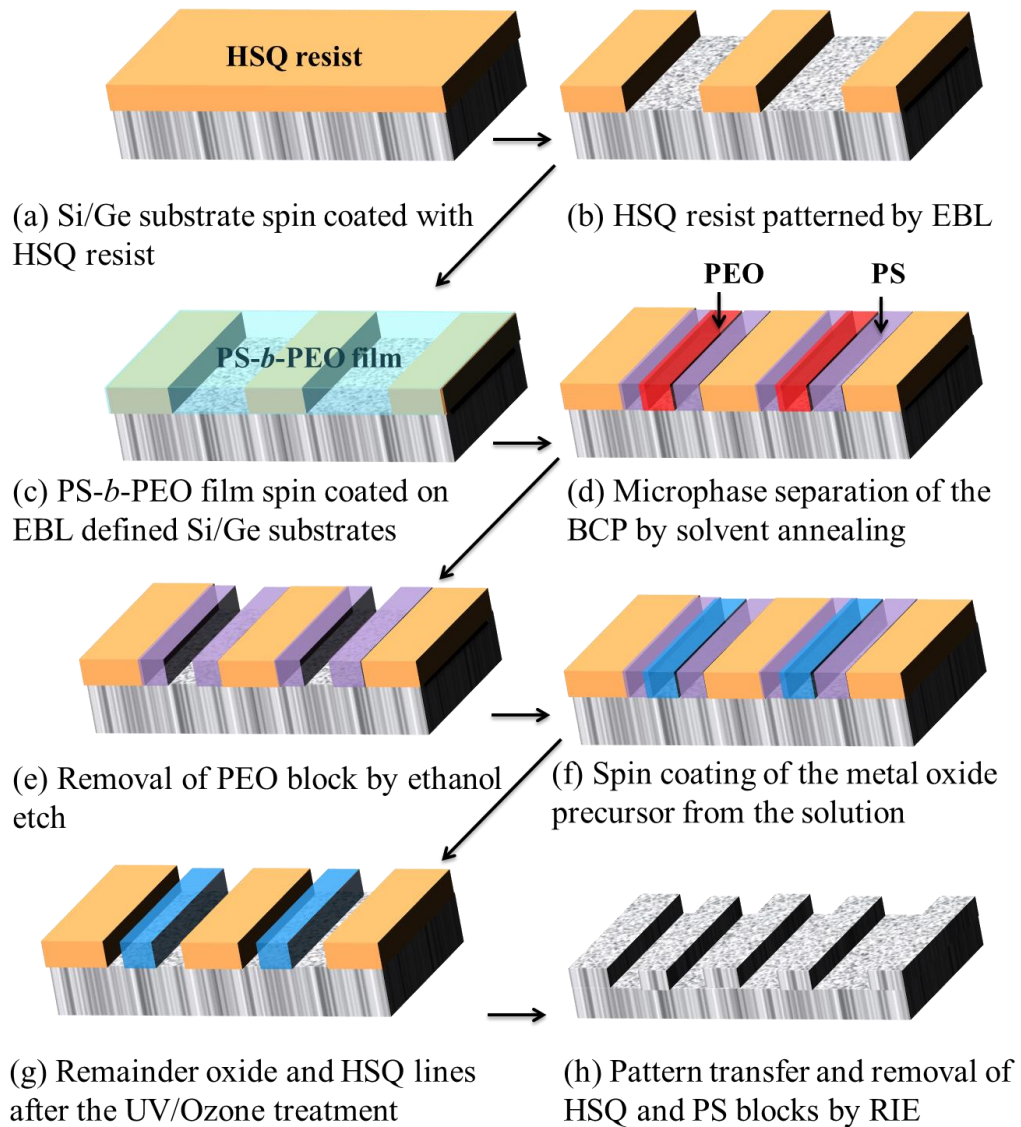 HSQ resist
(a) Si/Ge substrate spin coated with
HSQ resist
(b) HSQ resist patterned by EBL
PS-b-PEO film
(c) PS-b-PEO film spin coated on
EBL defined Si/Ge substrates
PEO
PS
(d) Microphase separation of the
BCP by solvent annealing
(e) Removal of PEO block by ethanol
etch
(f) Spin coating of the metal oxide
precursor from the solution
(g) Remainder oxide and HSQ lines
after the UV/Ozone treatment
(h) Pattern transfer and removal of
HSQ and PS blocks by RIE